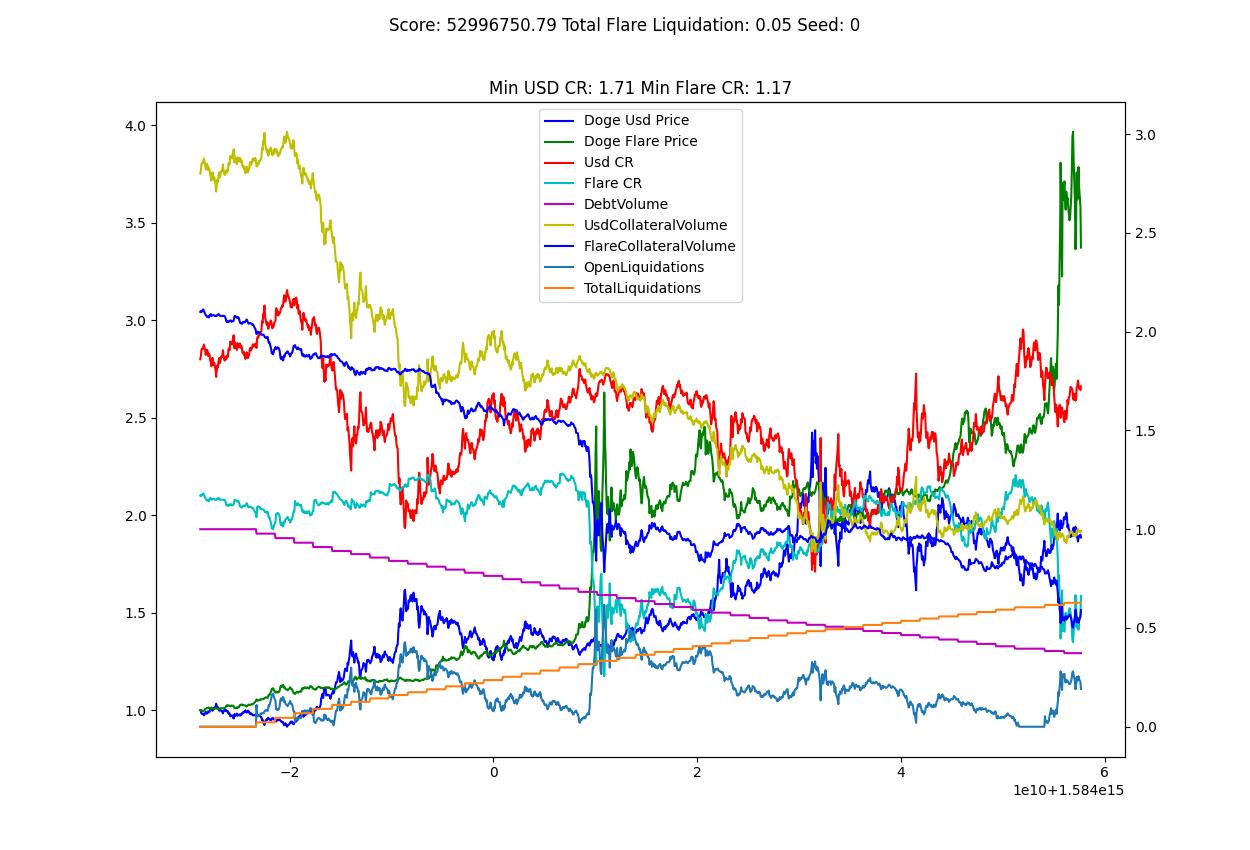 Score: 52996750.79 Total Flare Liquidation: 0.05 Seed: 0
Min USD CR: 1.71 Min Flare CR: 1.17
Doge Usd Price
Doge Flare Price
Usd CR
Flare CR
DebtVolume
UsdCollateralVolume
FlareCollateralVolume
OpenLiquidations
TotalLiquidations
4.0
3.5
3.0
2.5
2.0
1.5
1.0
3.0
2.5
2.0
1.5
1.0
0.5
0.0
−2
0
2
4
6
1e10+1.584e15